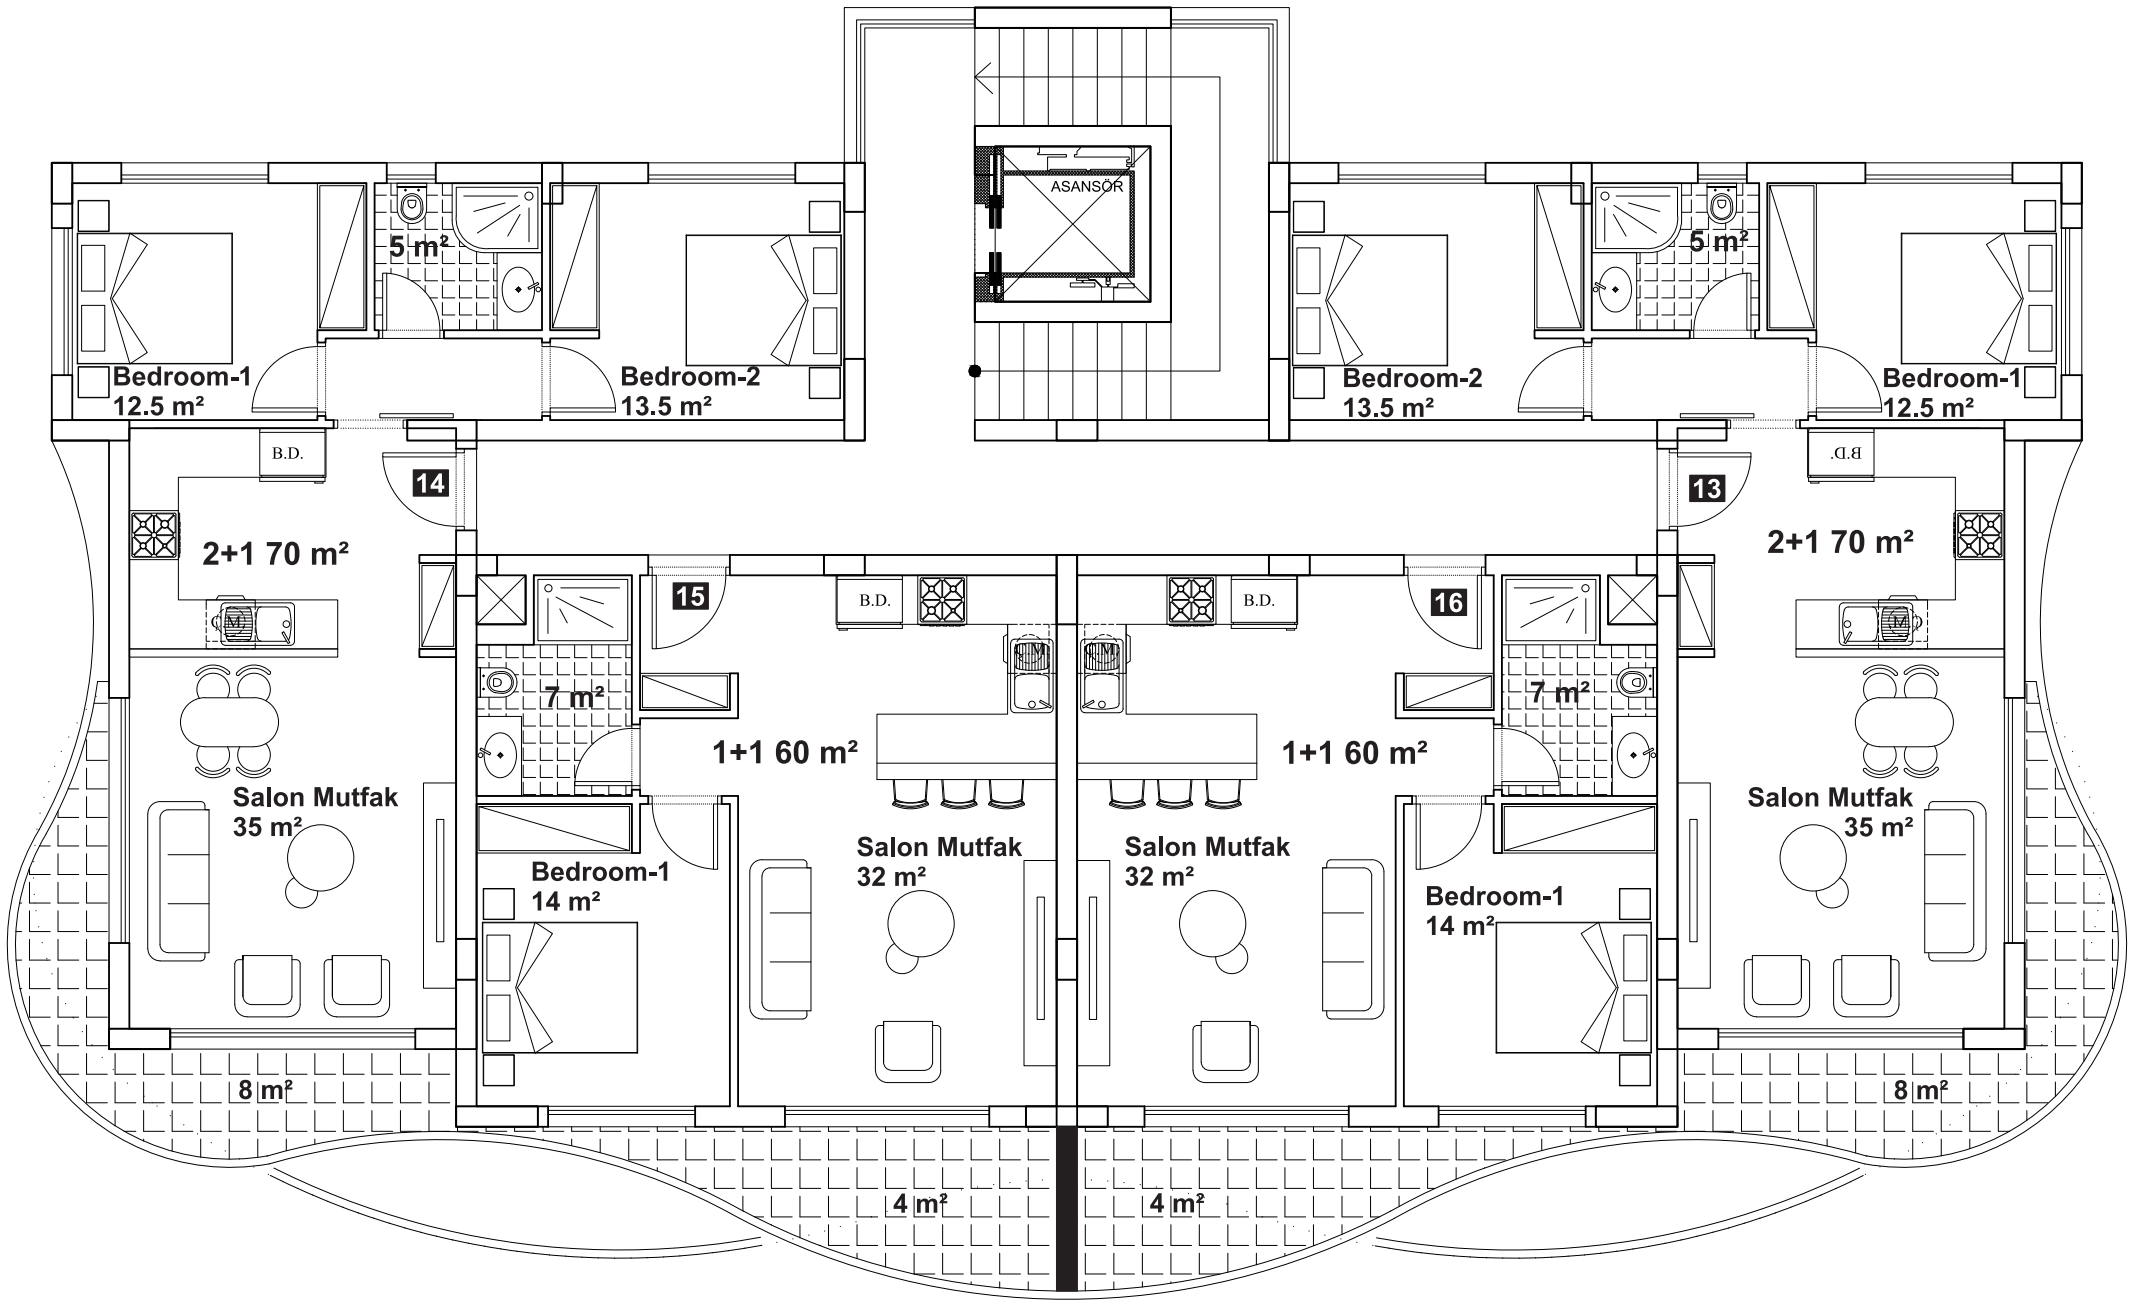 ASANSÖR
5 m²
5 m²
Bedroom-1
12.5 m²
Bedroom-2
13.5 m²
Bedroom-2
13.5 m²
Bedroom-1
12.5 m²
B.D.
14
13
B.D.
2+1 70 m²
2+1 70 m²
15
B.D.
B.D.
16
M
M
M
M
7 m²
7 m²
1+1 60 m²
1+1 60 m²
Salon Mutfak
35 m²
Salon Mutfak
35 m²
Bedroom-1
14 m²
Salon Mutfak
32 m²
Salon Mutfak
32 m²
Bedroom-1
14 m²
8 m²
8 m²
4 m²
4 m²